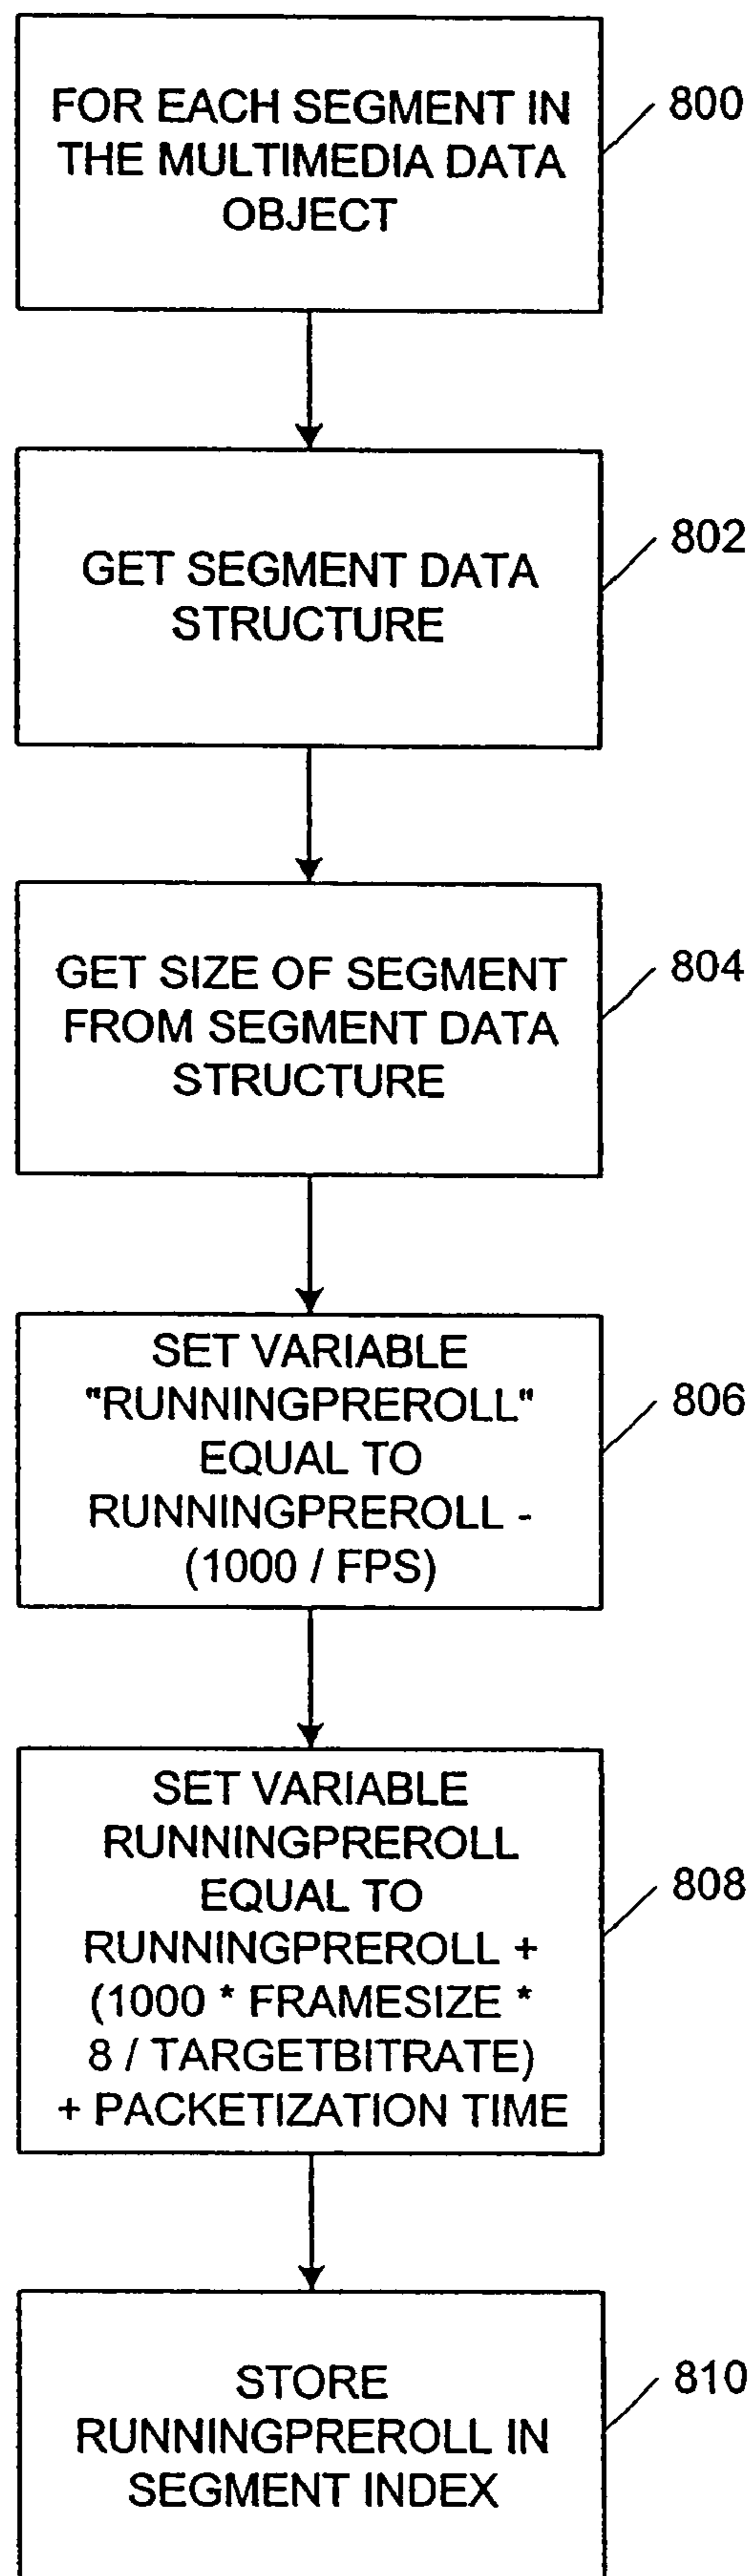 FOR EACH SEGMENT IN
THE MULTIMEDIA DATA
OBJECT
800
GET SEGMENT DATA
STRUCTURE
802
GET SIZE OF SEGMENT
FROM SEGMENT DATA
STRUCTURE
804
SET VARIABLE
"RUNNINGPREROLL"
EQUAL TO
RUNNINGPREROLL -
(1000 / FPS)
806
SET VARIABLE
RUNNINGPREROLL
EQUAL TO
RUNNINGPREROLL +
(1000 * FRAMESIZE *
8 / TARGETBITRATE)
+ PACKETIZATION TIME
808
STORE
RUNNINGPREROLL IN
SEGMENT INDEX
810